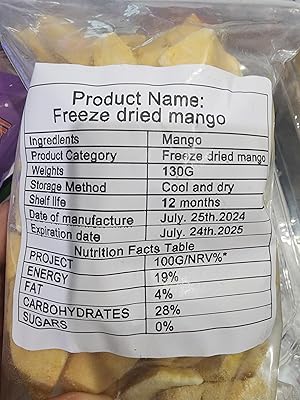 Product Name:
Freeze dried mango
Ingredients Mango
Product Category Freeze dried mango
Weights 130G
Storage Method Cool and dry
Shelf life 12 months
Date of manufacture July. 25th.2024
Expiration date July. 24th.2025
Nutrition Facts Table
PROJECT 100G/NRV%*
ENERGY 19%
FAT 4%
CARBOHYDRATES 28%
SUGARS 0%